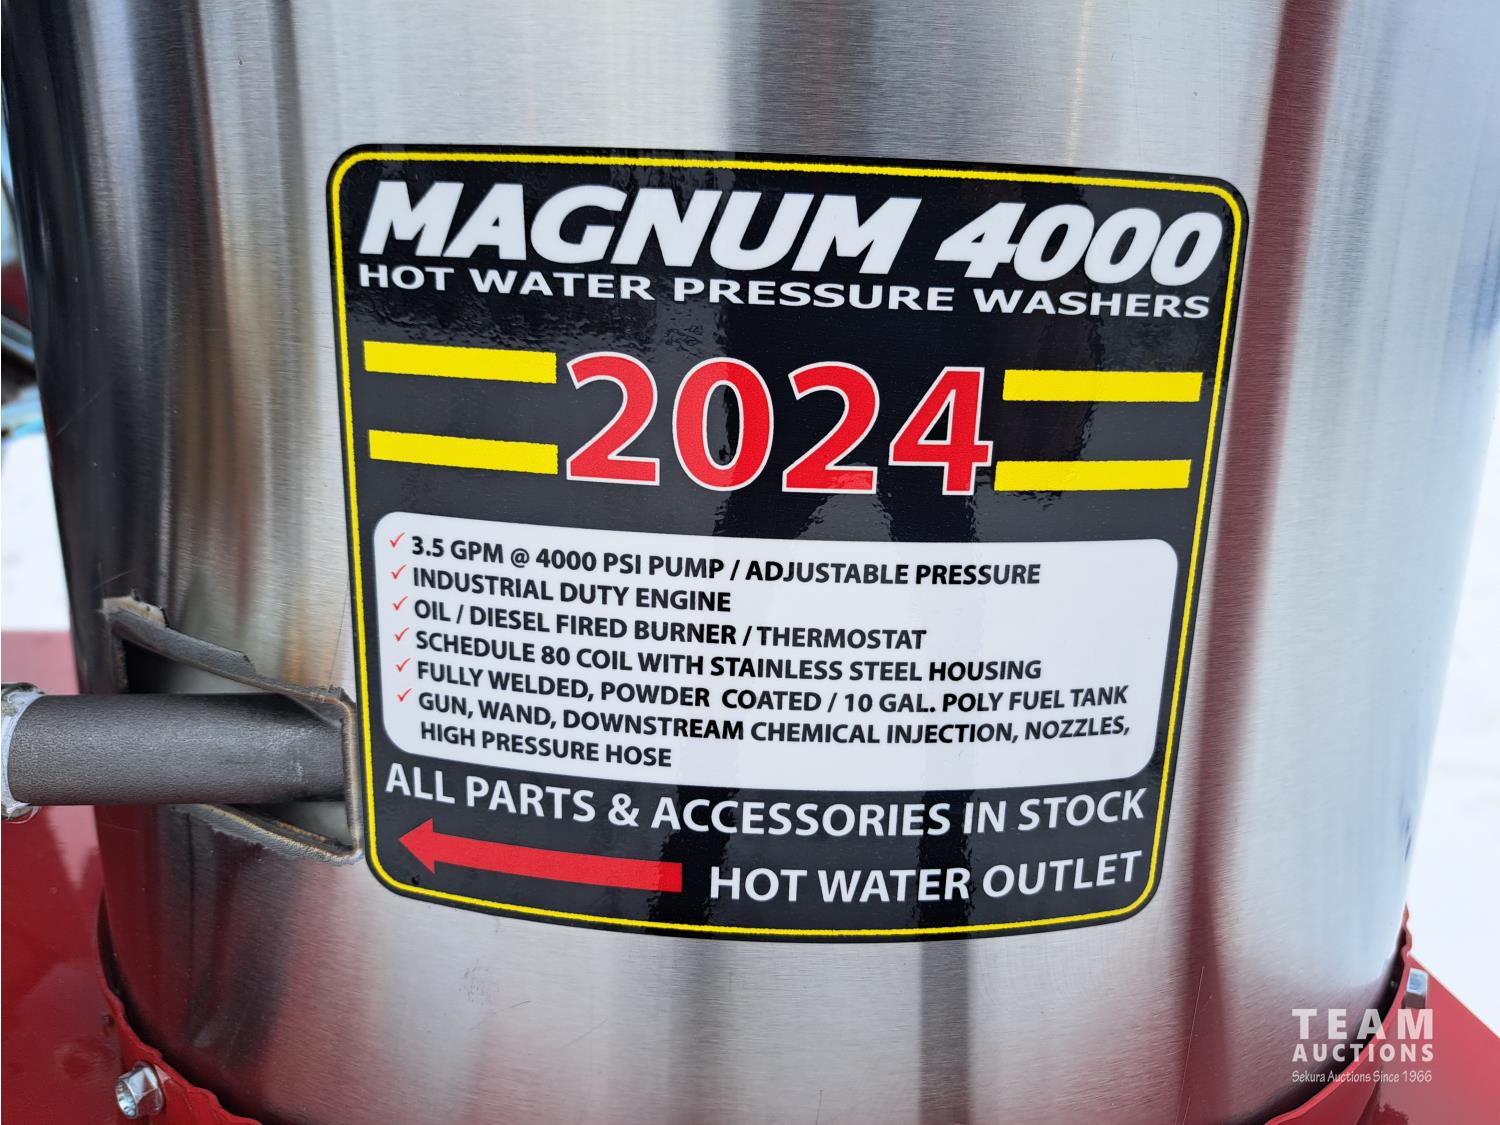 MAGNUM 4000
HOT WATER PRESSURE WASHERS
2024
✓ 3.5 GPM @ 4000 PSI PUMP / ADJUSTABLE PRESSURE
✓ INDUSTRIAL DUTY ENGINE
✓ OIL / DIESEL FIRED BURNER / THERMOSTAT
✓ SCHEDULE 80 COIL WITH STAINLESS STEEL HOUSING
✓ FULLY WELDED, POWDER COATED / 10 GAL. POLY FUEL TANK
✓ GUN, WAND, DOWNSTREAM CHEMICAL INJECTION, NOZZLES,
HIGH PRESSURE HOSE
ALL PARTS & ACCESSORIES IN STOCK
HOT WATER OUTLET
TEAM
AUCTIONS
Sekura Auctions Since 1966